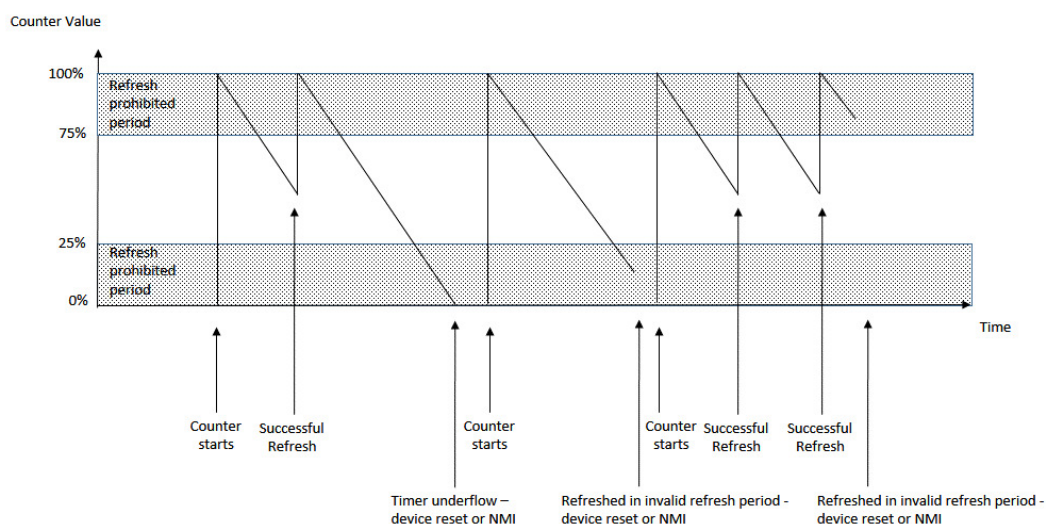 Counter Value
100%
Refresh
prohibited
period
75%
25%
Refresh
prohibited
period
0%
Time
Counter
starts
Successful
Refresh
Counter
starts
Counter
starts
Successful
Refresh
Successful
Refresh
Timer underflow –
device reset or NMI
Refreshed in invalid refresh period -
device reset or NMI
Refreshed in invalid refresh period -
device reset or NMI